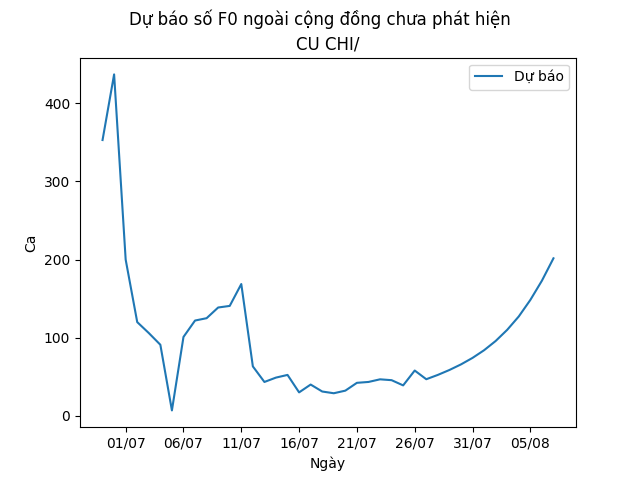 Dự báo số F0 ngoài cộng đồng chưa phát hiện
CU CHI/
Dự báo
400
300
200
100
0
Ca
01/07 06/07 11/07 16/07 21/07 26/07 31/07 05/08
Ngày